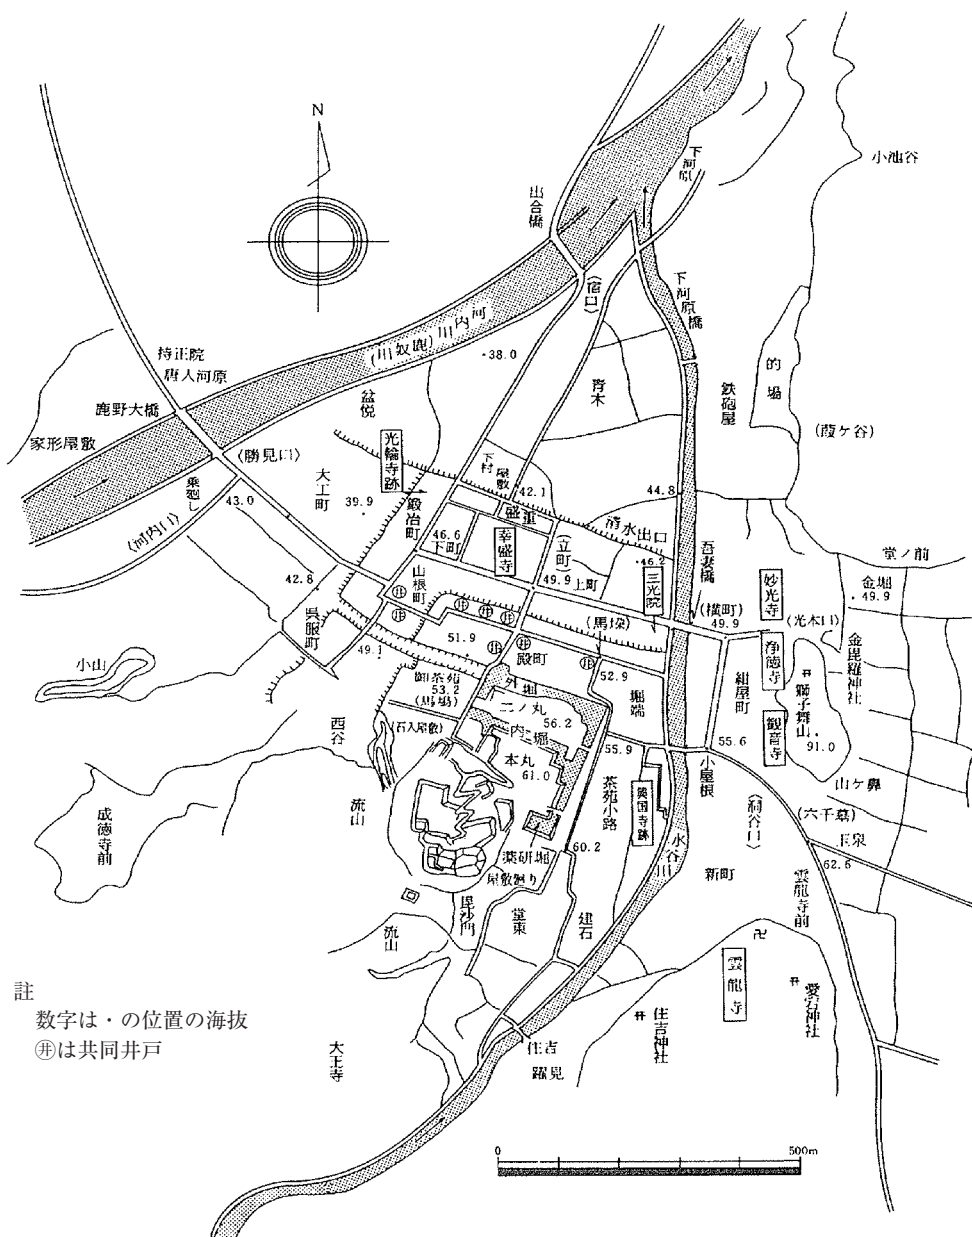 N
小池谷
下河原
出合橋
(宿口)
河内川(鹿奴川)
下河原橋
持正院
唐人河原
・38.0
的場
鹿野大橋
盆悦
青木
鉄砲屋
家形屋敷
(勝見口)
光輪寺跡
(葭ケ谷)
大工町
下村
屋敷
乗廻し
43.0
39.9
42.1
44.8
(河内口)
鍛冶町
盛重
清水出口
46.6
下町
幸盛寺
(立町)
吾妻橋
堂ノ前
・46.2
42.8
山根町
49.9
上町
三光院
妙光寺
金堀
・49.9
(横町)
49.9
(光木口)
呉服町
(馬場)
51.9
殿町
浄徳寺
金毘羅神社
小山
49.1
御茶苑
53.2
(馬場)
外堀
52.9
堀端
紺屋町
獅子舞山
・91.0
二ノ丸
56.2
観音寺
西谷
(石入屋敷)
内堀
55.9
55.6
本丸
61.0
小屋根
山ケ鼻
流山
茶苑小路
興国寺跡
(洞谷口)
(六千墓)
玉泉
成徳寺前
水谷川
62.6
薬研堀
60.2
新町
屋敷廻り
雲龍寺前
毘沙門
堂東
建石
流山
卍
雲龍寺
愛宕神社
註
数字は・の位置の海抜
㊉は共同井戸
住吉神社
大王寺
住吉
躍見
0
500m